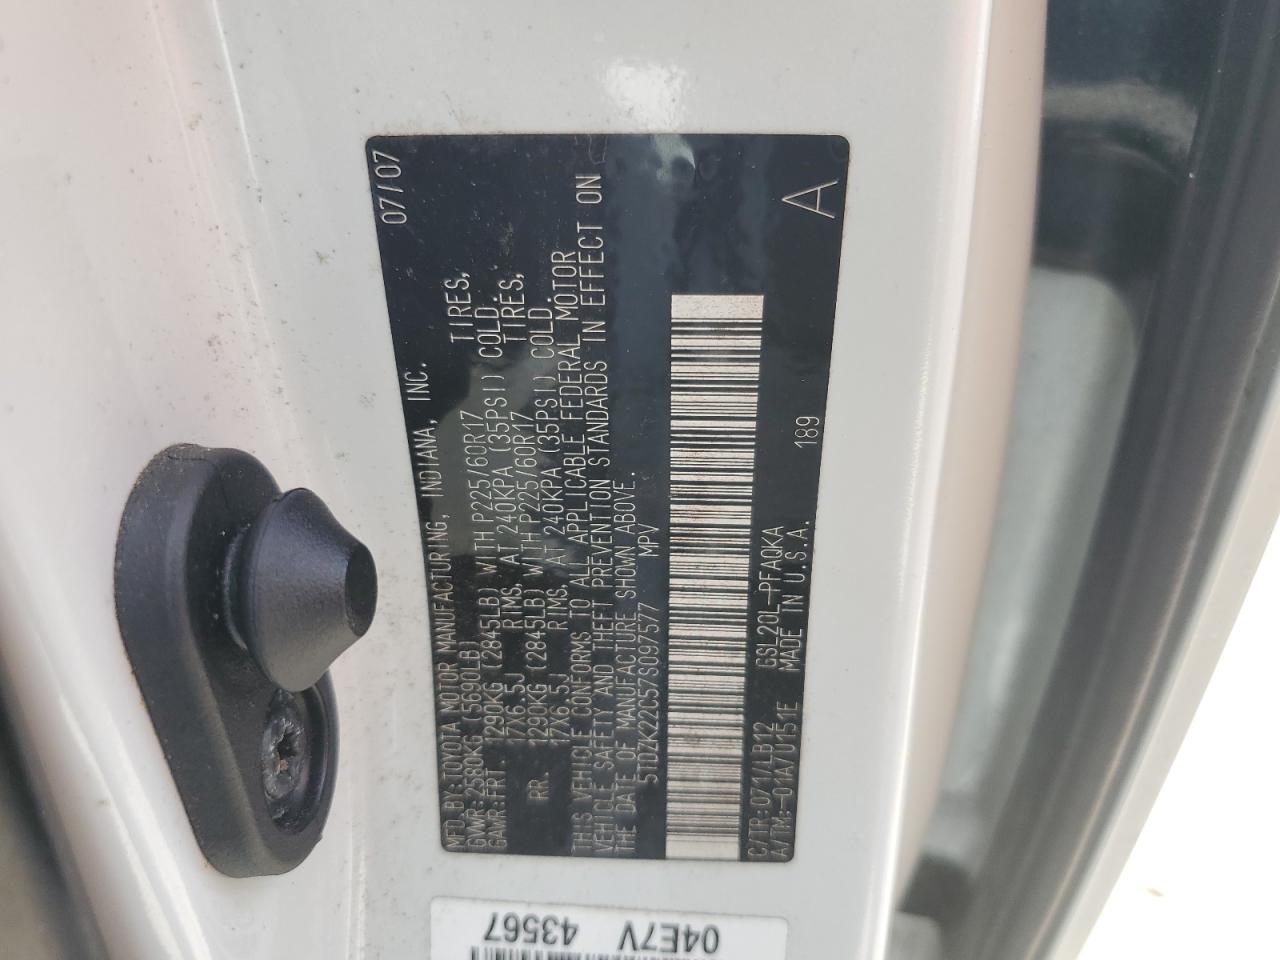 07/07
MFD.BY:TOYOTA MOTOR MANUFACTURING, INDIANA, INC.
GVWR:2580KG (5690LB)
GAWR:FRT 1290KG (2845LB) WITH P225/60R17 TIRES,
17X6.5J RIMS, AT 240KPA (35PSI) COLD.
RR. 1290KG (2845LB) WITH P225/60R17 TIRES,
17X6.5J RIMS, AT 240KPA (35PSI) COLD.
THIS VEHICLE CONFORMS TO ALL APPLICABLE FEDERAL MOTOR
VEHICLE SAFETY AND THEFT PREVENTION STANDARDS IN EFFECT ON
THE DATE OF MANUFACTURE SHOWN ABOVE.
5TDZK22C57S097577 MPV
C/TR:071/LB12 GSL20L-PFAQKA 189 A
A/TM:-01A/U151E MADE IN U.S.A.
04E7V 43567